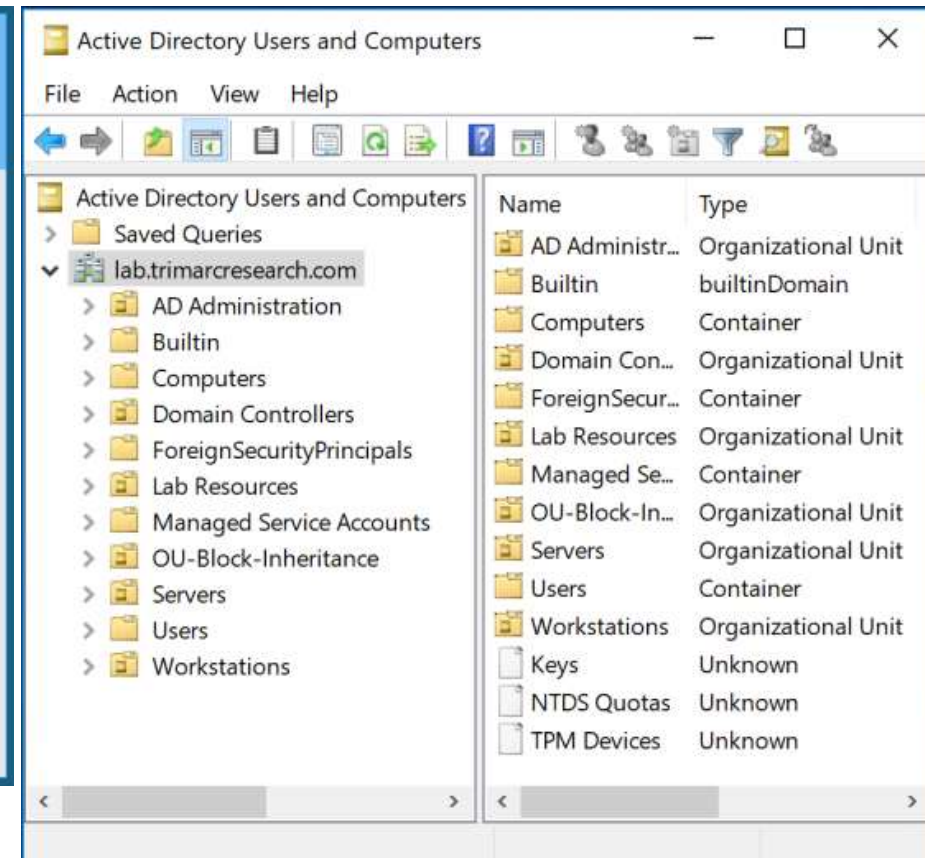 Active Directory Users and Computers
File Action View Help
Active Directory Users and Computers
Saved Queries
lab.trimarcresearch.com
AD Administration
Builtin
Computers
Domain Controllers
ForeignSecurityPrincipals
Lab Resources
Managed Service Accounts
OU-Block-Inheritance
Servers
Users
Workstations
Name Type
AD Administr... Organizational Unit
Builtin builtinDomain
Computers Container
Domain Con... Organizational Unit
ForeignSecur... Container
Lab Resources Organizational Unit
Managed Se... Container
OU-Block-In... Organizational Unit
Servers Organizational Unit
Users Container
Workstations Organizational Unit
Keys Unknown
NTDS Quotas Unknown
TPM Devices Unknown